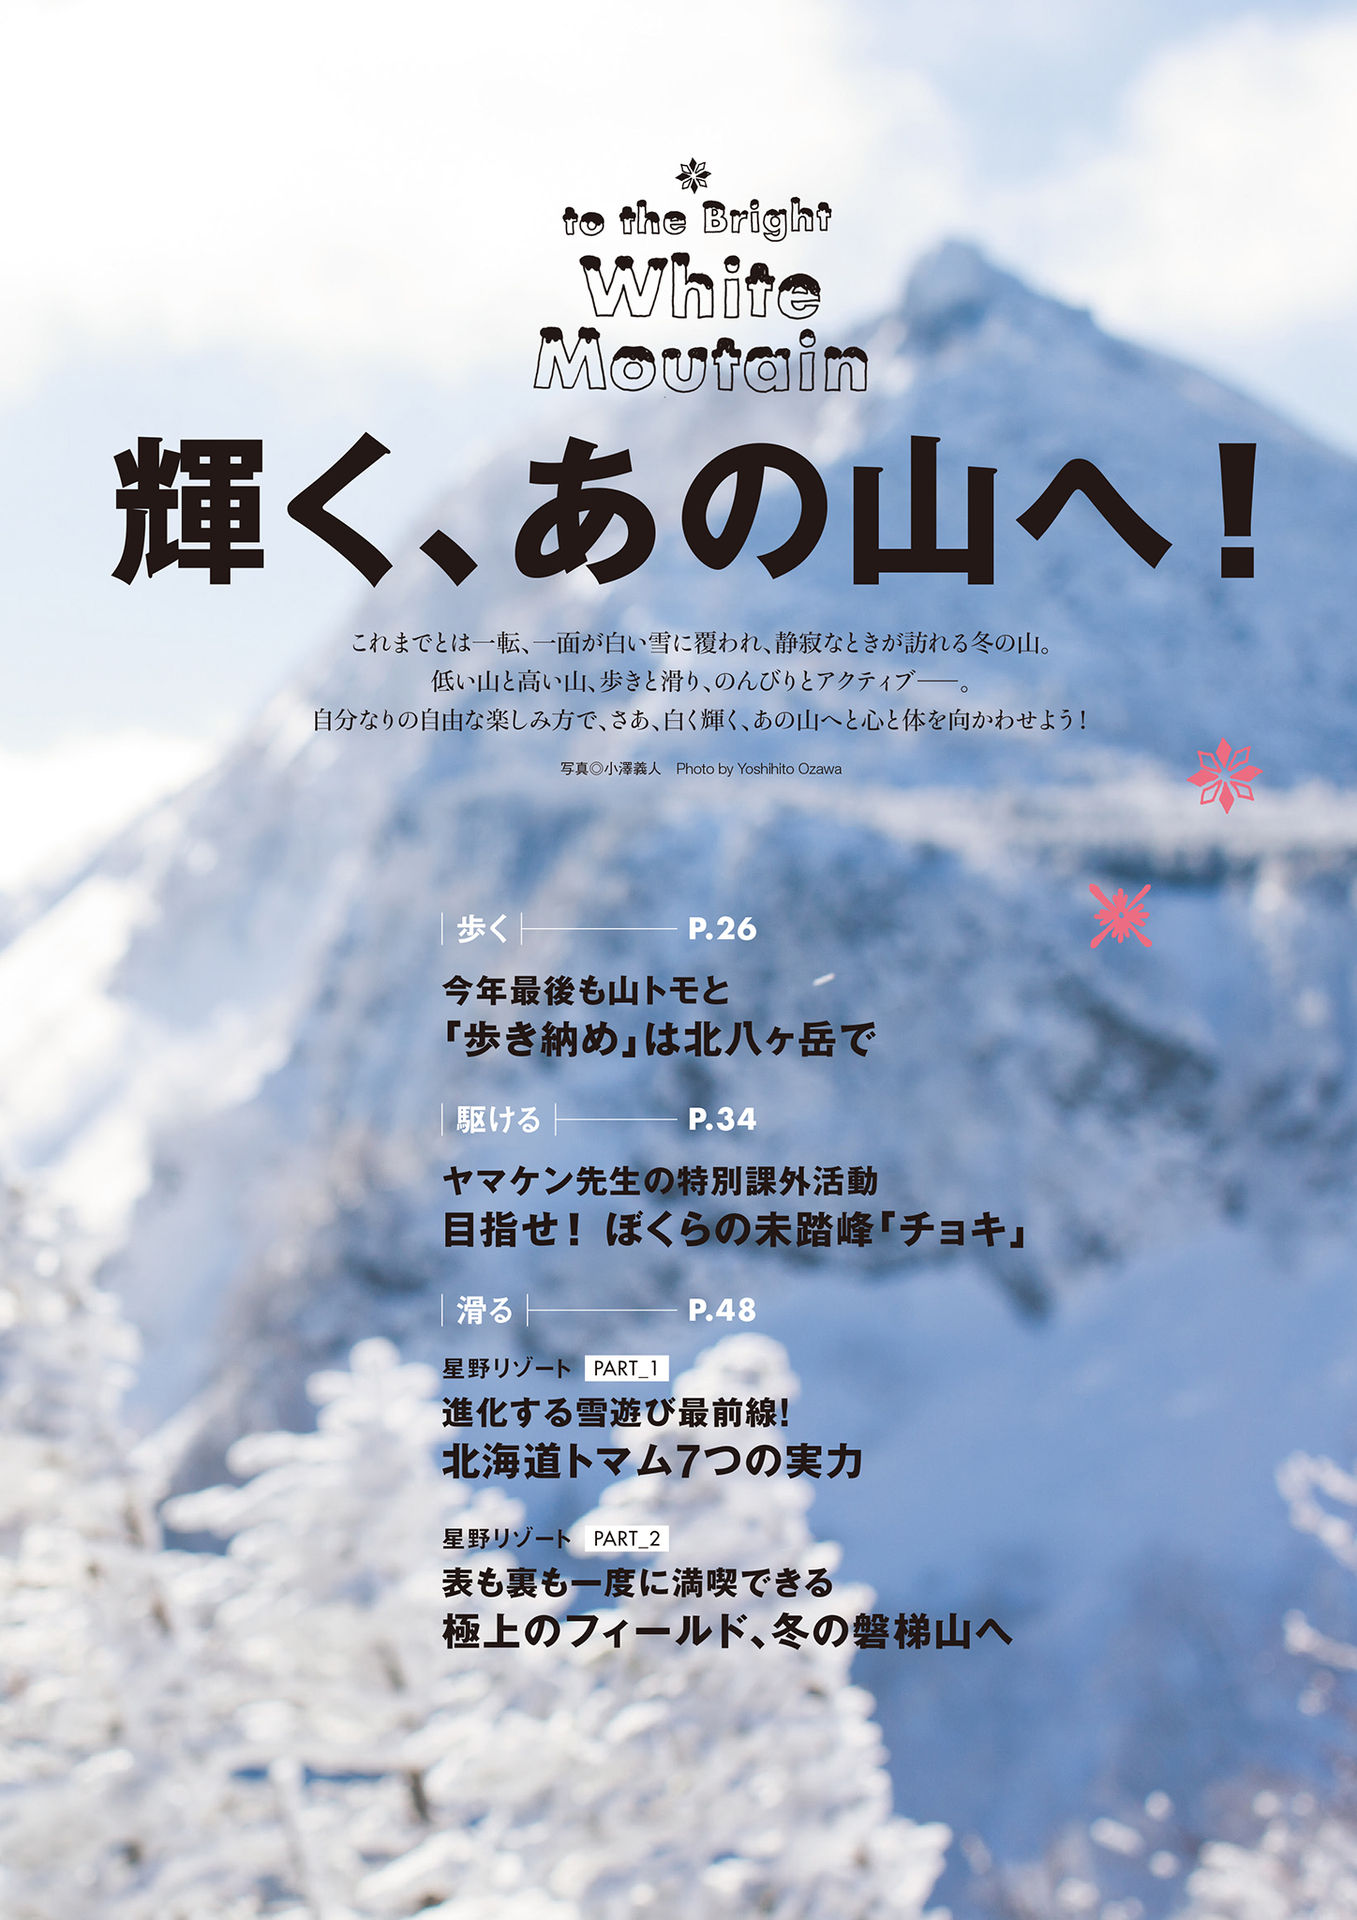 to the Bright
White
Moutain
輝く、あの山へ！
これまでとは一転、一面が白い雪に覆われ、静寂なときが訪れる冬の山。
低い山と高い山、歩きと滑り、のんびりとアクティブ——。
自分なりの自由な楽しみ方で、さあ、白く輝く、あの山へと心と体を向かわせよう！
写真◎小澤義人　Photo by Yoshihito Ozawa
歩く P.26
今年最後も山トモと
「歩き納め」は北八ヶ岳で
駆ける P.34
ヤマケン先生の特別課外活動
目指せ！ ぼくらの未踏峰「チョキ」
滑る P.48
星野リゾート PART_1
進化する雪遊び最前線！
北海道トマム7つの実力
星野リゾート PART_2
表も裏も一度に満喫できる
極上のフィールド、冬の磐梯山へ